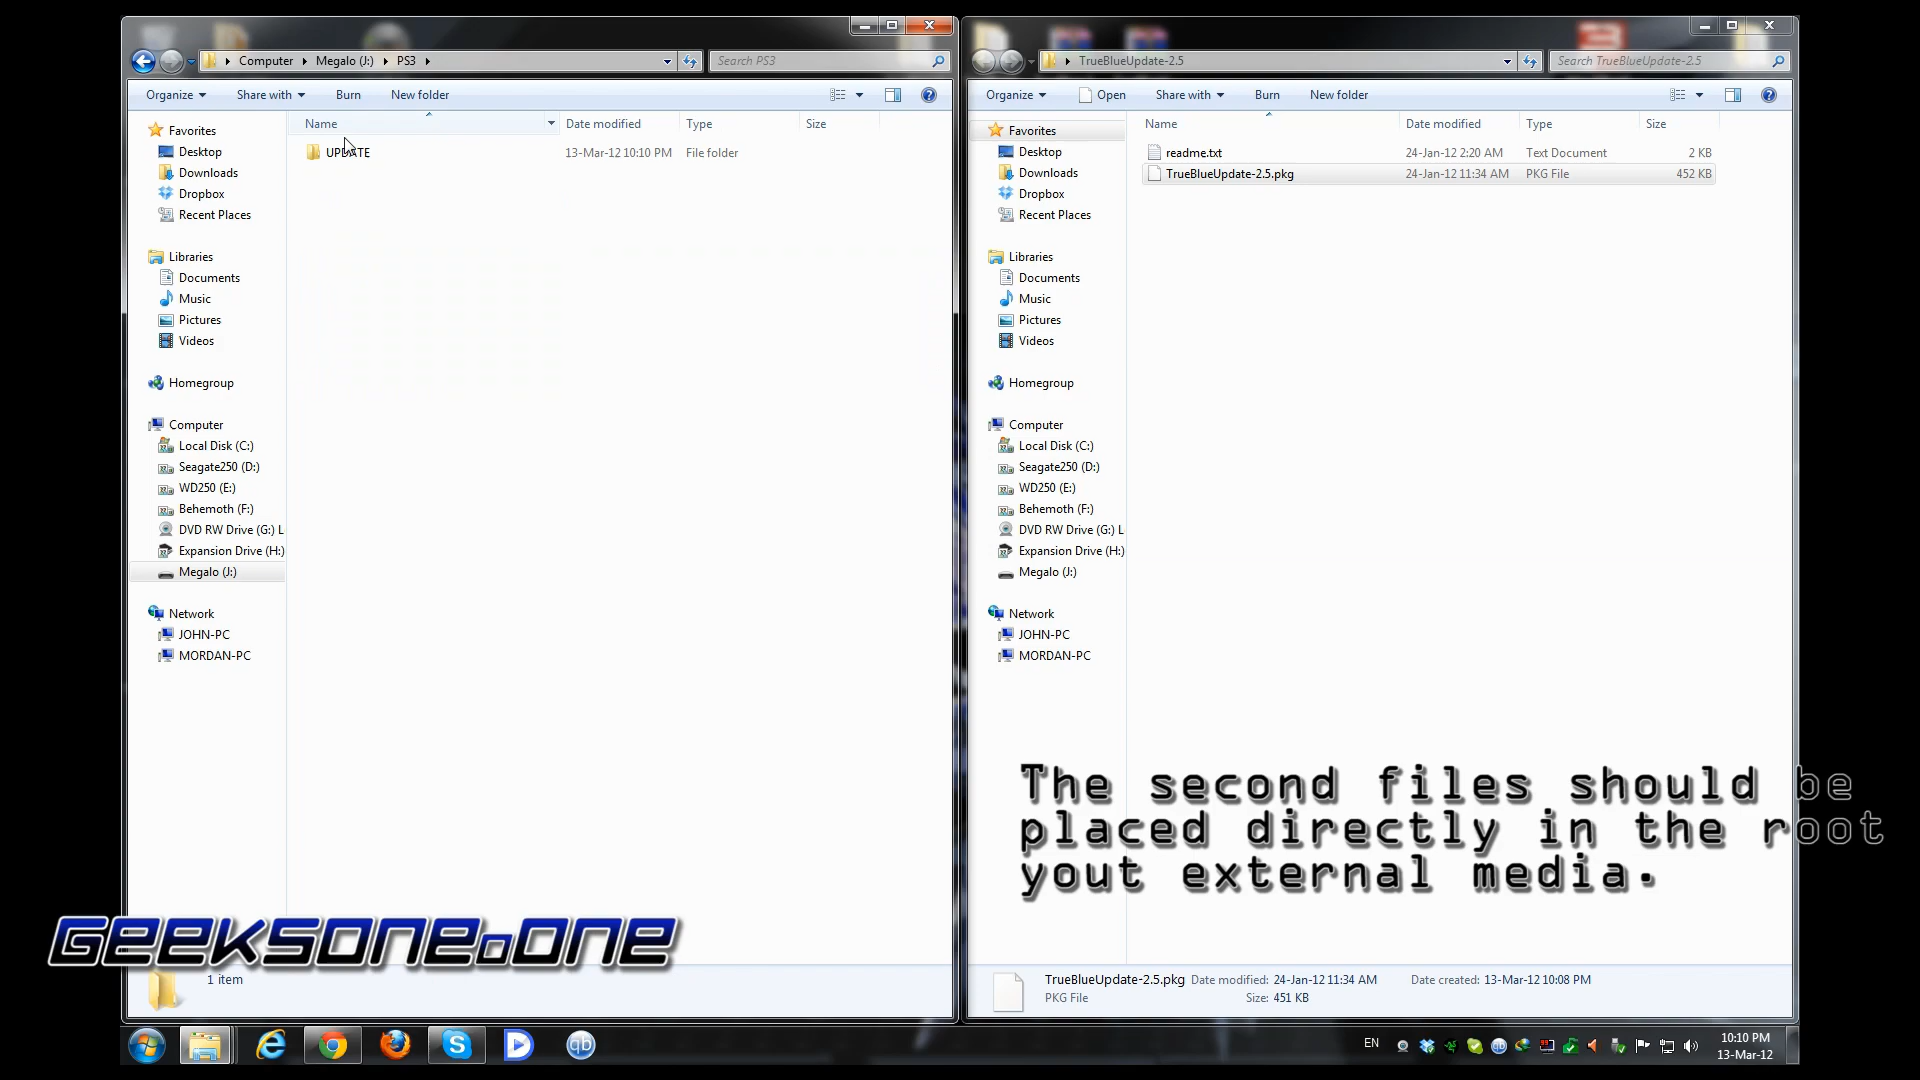 Computer ▸ Megalo (J:) ▸ PS3 ▸
Search PS3
Organize
Share with
Burn
New folder
Name
Date modified
Type
Size
UPDATE
13-Mar-12 10:10 PM
File folder
Favorites
Desktop
Downloads
Dropbox
Recent Places
Libraries
Documents
Music
Pictures
Videos
Homegroup
Computer
Local Disk (C:)
Seagate250 (D:)
WD250 (E:)
Behemoth (F:)
DVD RW Drive (G:) L
Expansion Drive (H:)
Megalo (J:)
Network
JOHN-PC
MORDAN-PC
1 item
TrueBlueUpdate-2.5
Search TrueBlueUpdate-2.5
Organize
Open
Share with
Burn
New folder
Name
Date modified
Type
Size
readme.txt
24-Jan-12 2:20 AM
Text Document
2 KB
TrueBlueUpdate-2.5.pkg
24-Jan-12 11:34 AM
PKG File
452 KB
Favorites
Desktop
Downloads
Dropbox
Recent Places
Libraries
Documents
Music
Pictures
Videos
Homegroup
Computer
Local Disk (C:)
Seagate250 (D:)
WD250 (E:)
Behemoth (F:)
DVD RW Drive (G:) L
Expansion Drive (H:)
Megalo (J:)
Network
JOHN-PC
MORDAN-PC
The second files should be
placed directly in the root
yout external media.
Geeksone.one
TrueBlueUpdate-2.5.pkg Date modified: 24-Jan-12 11:34 AM Date created: 13-Mar-12 10:08 PM
PKG File Size: 451 KB
EN
10:10 PM
13-Mar-12